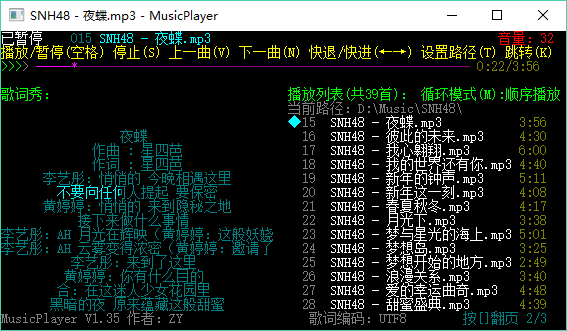 SNH48 - 夜蝶.mp3 - MusicPlayer
已暂停 015 SNH48 - 夜蝶.mp3 音量: 32
播放/暂停(空格) 停止(S) 上一曲(V) 下一曲(N) 快退/快进(←→) 设置路径(T) 跳转(K)
>>>> 0:22/3:56
歌词秀:
夜蝶
作曲 : 星四芭
作词 : 星四芭
李艺彤: 悄悄的 今晚相遇这里
不要向任何人提起 要保密
黄婷婷: 悄悄的 来到隐秘之地
接下来做什么事情
李艺彤: AH 月光在辉映 (黄婷婷: 这般妖娆
李艺彤: AH 云霎变得浓密 (黄婷婷: 邀请了
李艺彤: 来到了这里
黄婷婷: 你有什么目的
合: 在这迷人少女花园里
黑暗的夜 原来蕴藏这般甜蜜
播放列表(共39首): 循环模式(M):顺序播放
当前路径: D:\Music\SNH48\
15 SNH48 - 夜蝶.mp3 3:56
16 SNH48 - 彼此的未来.mp3 4:30
17 SNH48 - 我心翱翔.mp3 6:00
18 SNH48 - 我的世界还有你.mp3 4:40
19 SNH48 - 新年的钟声.mp3 5:11
20 SNH48 - 新年这一刻.mp3 4:08
21 SNH48 - 春夏秋冬.mp3 4:17
22 SNH48 - 月光下.mp3 3:38
23 SNH48 - 梦与星光的海上.mp3 5:01
24 SNH48 - 梦想岛.mp3 3:25
25 SNH48 - 梦想开始的地方.mp3 2:49
26 SNH48 - 浪漫关系.mp3 3:40
27 SNH48 - 爱的幸运曲奇.mp3 4:48
28 SNH48 - 甜蜜盛典.mp3 4:39
MusicPlayer V1.35 作者: ZY 歌词编码: UTF8 按[]翻页 2/3